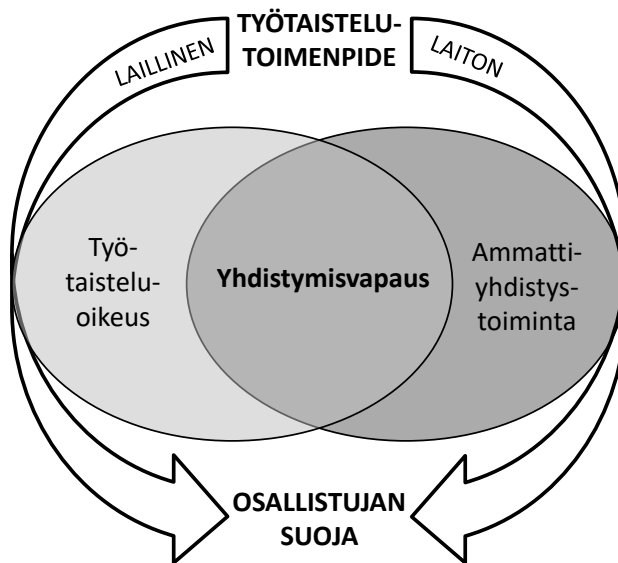 TYÖTAISTELU-
TOIMENPIDE
LAILLINEN
LAITON
Työ-
taistelu-
oikeus
Yhdistymisvapaus
Ammatti-
yhdistys-
toiminta
OSALLISTUJAN
SUOJA